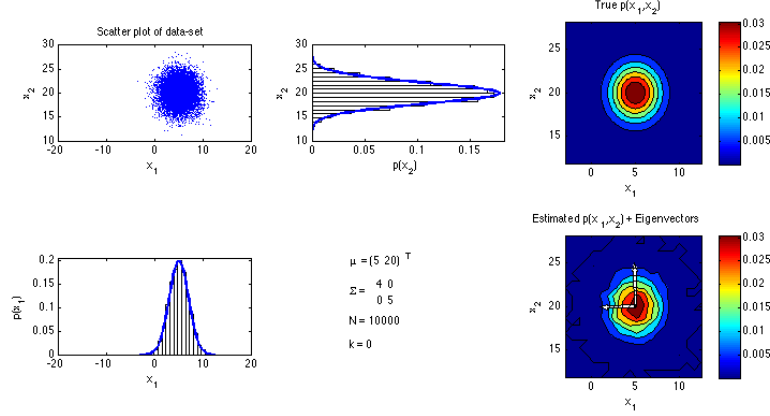 Scatter plot of data-set
30
25
x2
20
15
10
-20 -10 0 10 20
x1
30
25
x2
20
15
10
0 0.05 0.1 0.15
p(x2)
True p(x1,x2)
25
x2
20
15
0 5 10
x1
0.03
0.025
0.02
0.015
0.01
0.005
0.2
0.15
p(x1)
0.1
0.05
0
-20 -10 0 10 20
x1
μ = (5 20) T
Σ = 4 0
0 5
N = 10000
k = 0
Estimated p(x1,x2) + Eigenvectors
25
x2
20
15
0 5 10
x1
0.03
0.025
0.02
0.015
0.01
0.005